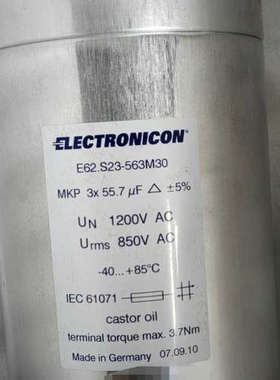 ELECTRONICON
E62.S23-563M30
MKP 3x 55.7 µF △ ±5%
UN 1200V AC
Urms 850V AC
-40...+85°C
IEC 61071
castor oil
terminal torque max. 3.7Nm
Made in Germany 07.09.10